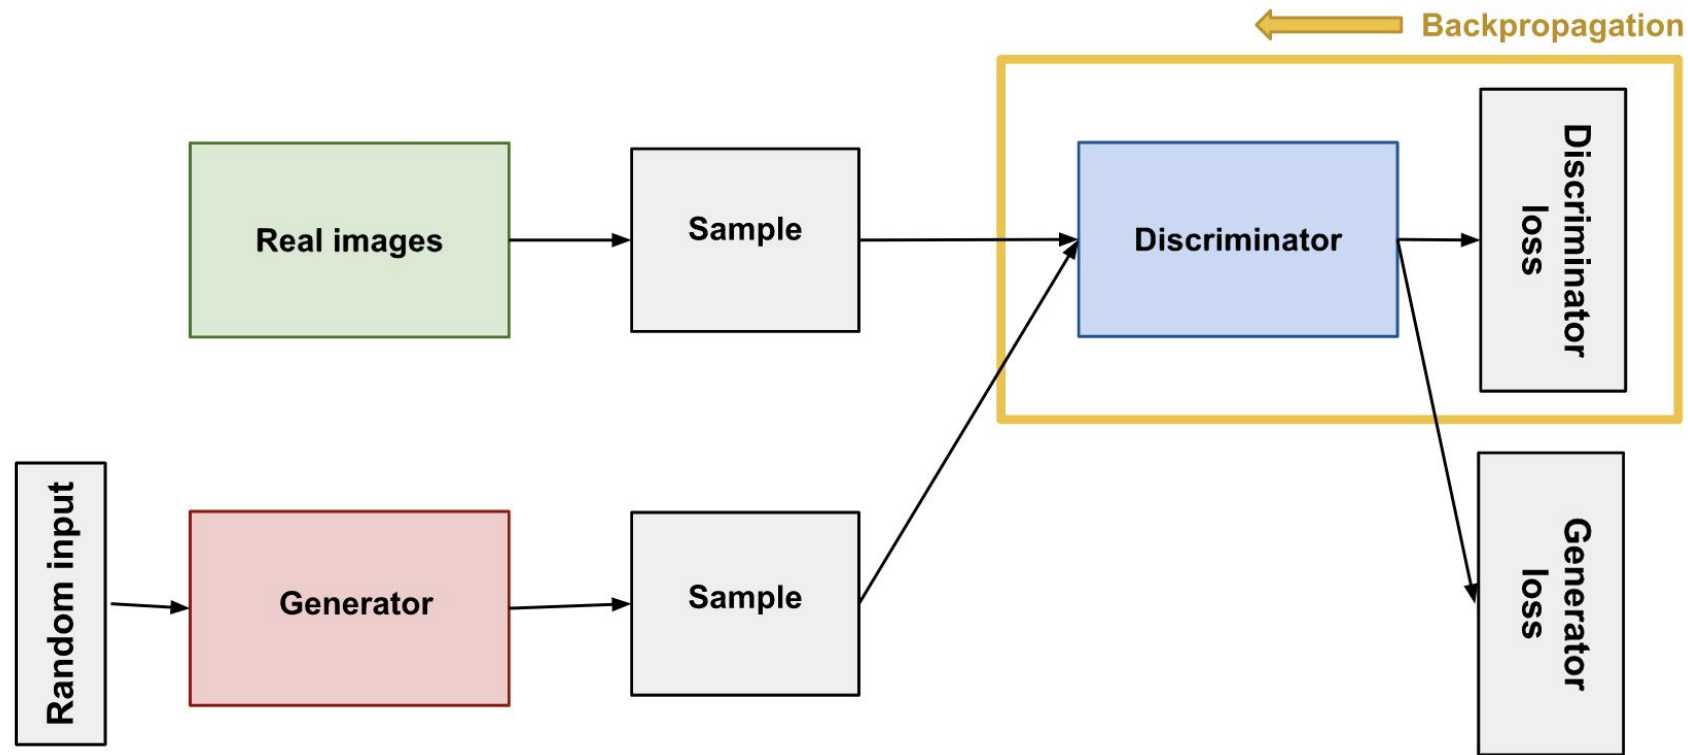 Backpropagation
Real images
Sample
Discriminator
Discriminator
loss
Random input
Generator
Sample
Generator
loss